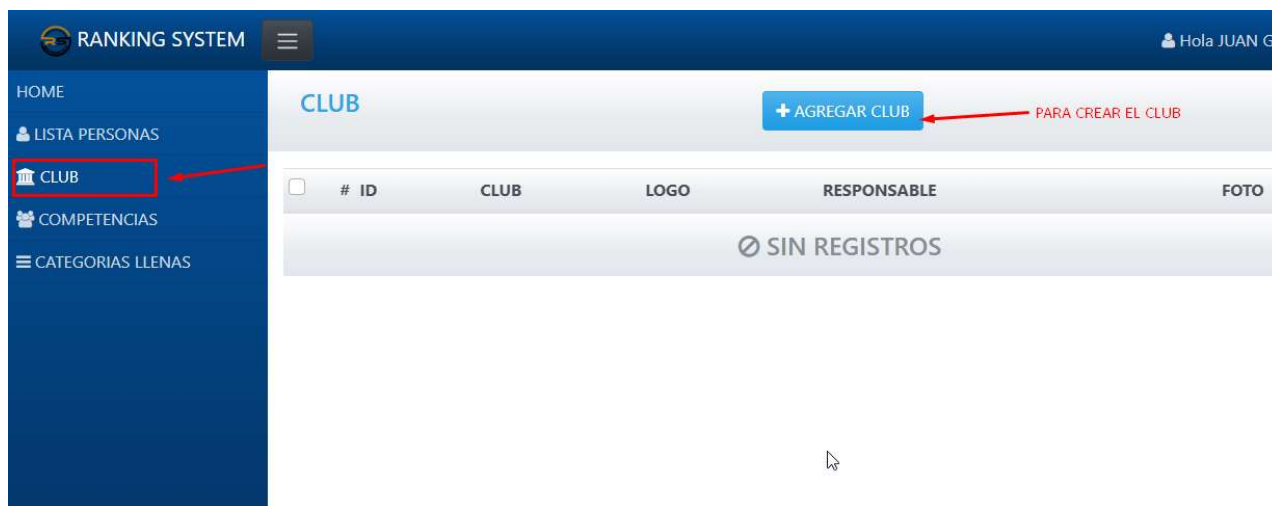 RANKING SYSTEM
Hola JUAN G
HOME
LISTA PERSONAS
CLUB
COMPETENCIAS
CATEGORIAS LLENAS
CLUB
+ AGREGAR CLUB
PARA CREAR EL CLUB
# ID CLUB LOGO RESPONSABLE FOTO
SIN REGISTROS